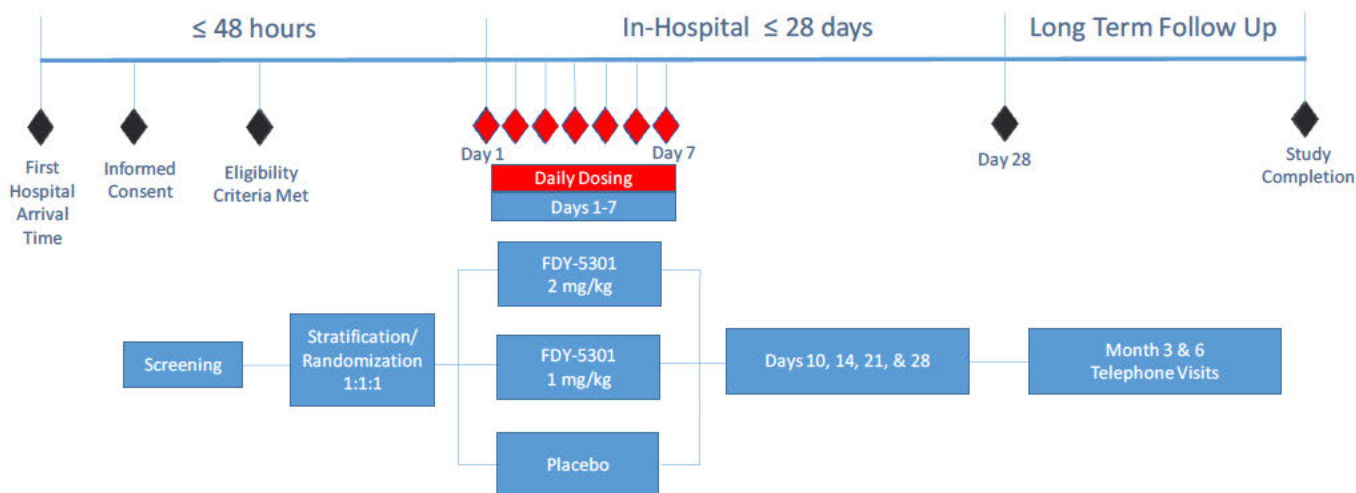 ≤ 48 hours
In-Hospital ≤ 28 days
Long Term Follow Up
First
Hospital
Arrival
Time
Informed
Consent
Eligibility
Criteria Met
Day 1
Day 7
Day 28
Study
Completion
Daily Dosing
Days 1-7
FDY-5301
2 mg/kg
Screening
Stratification/
Randomization
1:1:1
FDY-5301
1 mg/kg
Placebo
Days 10, 14, 21, & 28
Month 3 & 6
Telephone Visits